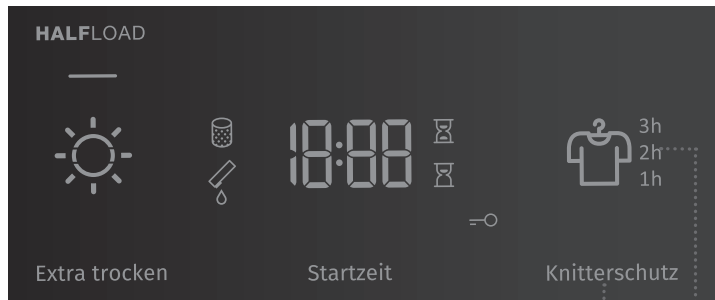 HALFLOAD
18:88
3h
2h
1h
Extra trocken
Startzeit
Knitterschutz